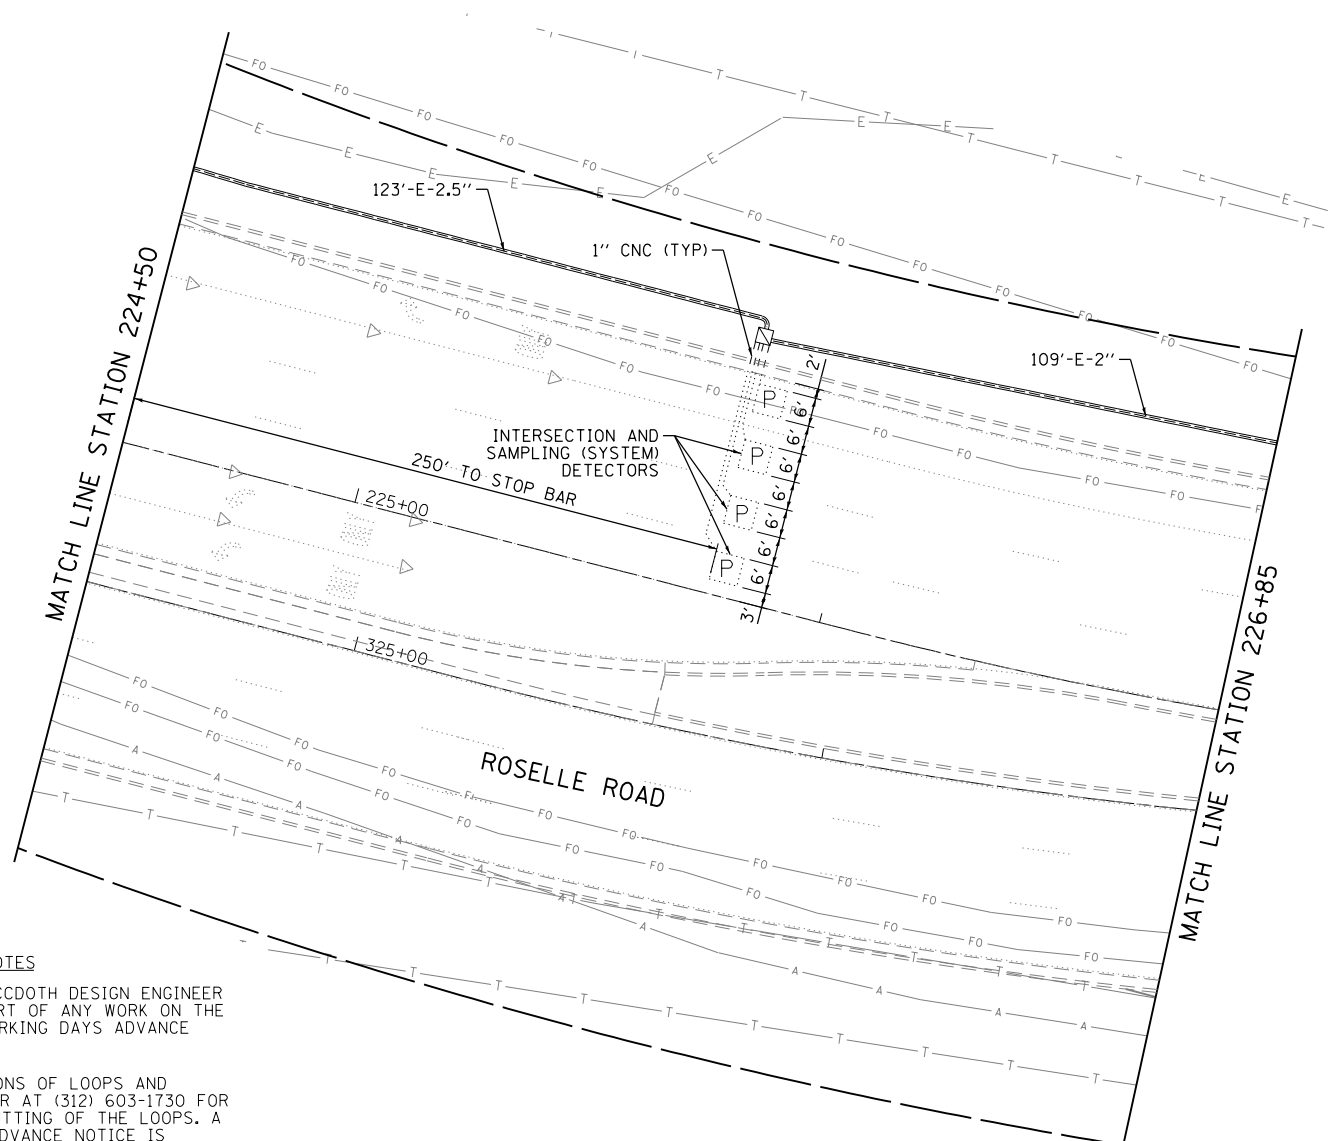 123'-E-2.5''
1'' CNC (TYP)
109'-E-2''
MATCH LINE STATION 224+50
2'
6'
6'
6'
6'
6'
6'
6'
3'
P
P
P
P
INTERSECTION AND
SAMPLING (SYSTEM)
DETECTORS
250' TO STOP BAR
225+00
325+00
ROSELLE ROAD
MATCH LINE STATION 226+85
OTES
CCDOTH DESIGN ENGINEER
RT OF ANY WORK ON THE
RKING DAYS ADVANCE
ONS OF LOOPS AND
R AT (312) 603-1730 FOR
TTING OF THE LOOPS. A
DVANCE NOTICE IS